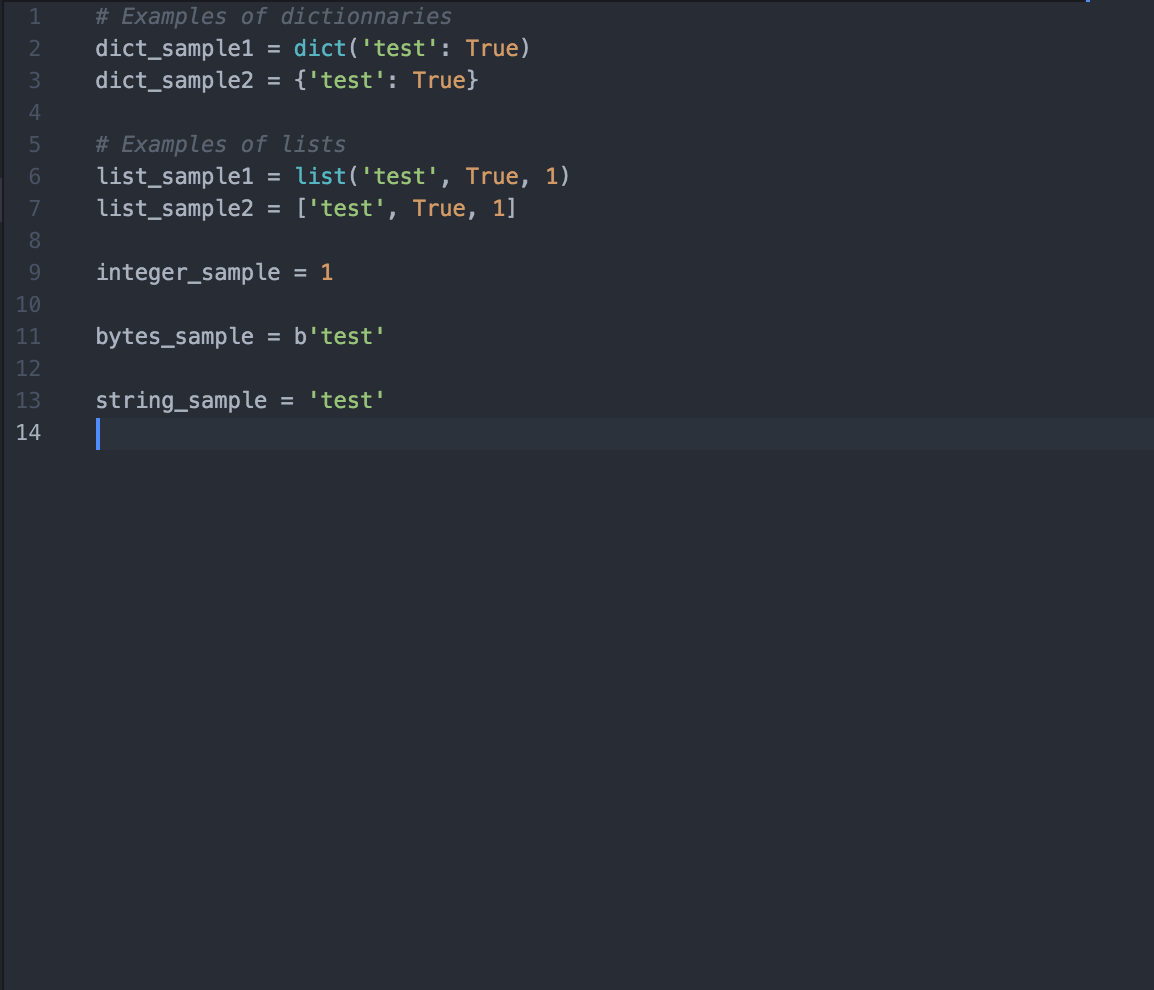 1 # Examples of dictionnaries
2 dict_sample1 = dict('test': True)
3 dict_sample2 = {'test': True}
4
5 # Examples of lists
6 list_sample1 = list('test', True, 1)
7 list_sample2 = ['test', True, 1]
8
9 integer_sample = 1
10
11 bytes_sample = b'test'
12
13 string_sample = 'test'
14